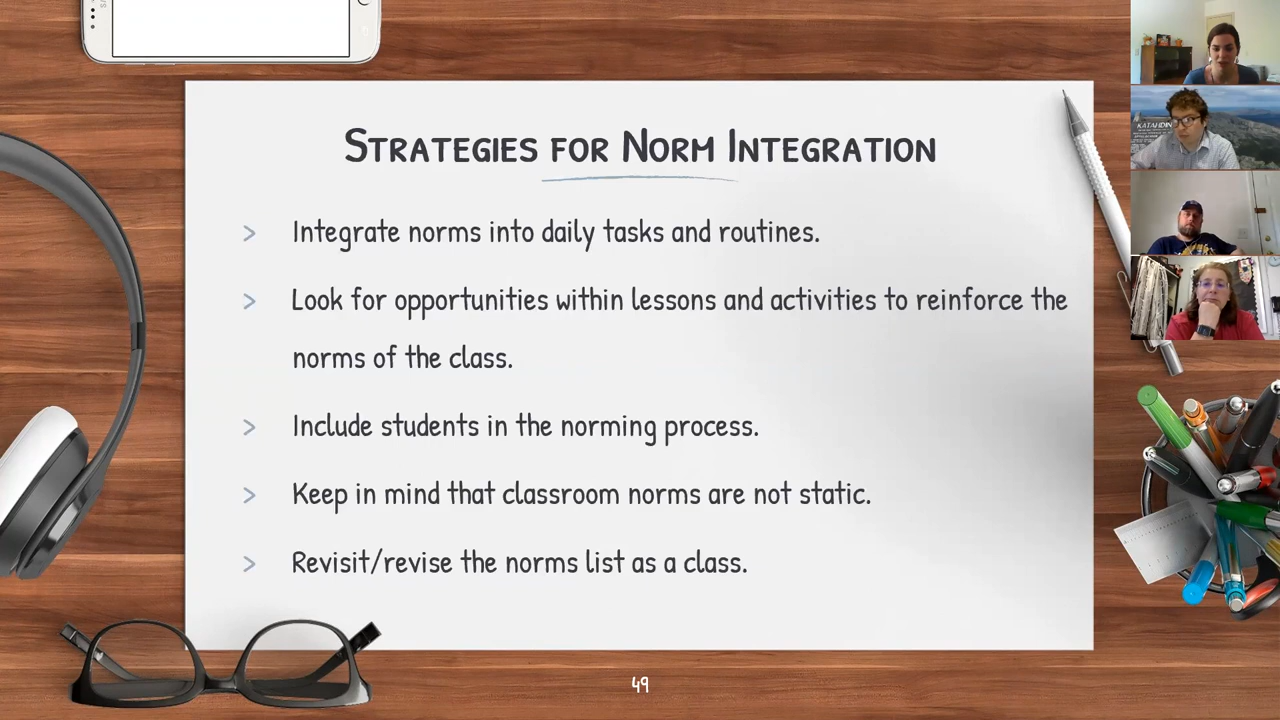 Strategies for Norm Integration
> Integrate norms into daily tasks and routines.
> Look for opportunities within lessons and activities to reinforce the
norms of the class.
> Include students in the norming process.
> Keep in mind that classroom norms are not static.
> Revisit/revise the norms list as a class.
49
KATAHDIN